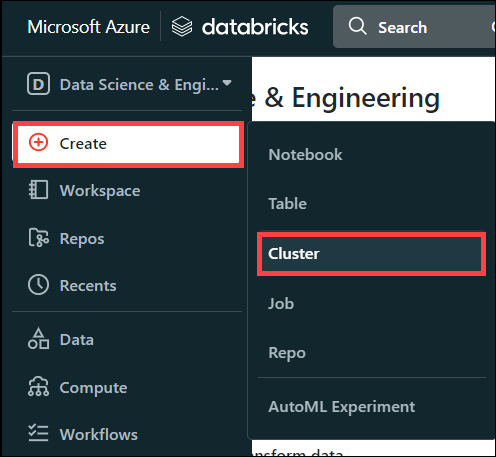 Microsoft Azure databricks Search
D Data Science & Engi...
e & Engineering
Create
Workspace
Repos
Recents
Data
Compute
Workflows
Notebook
Table
Cluster
Job
Repo
AutoML Experiment
data